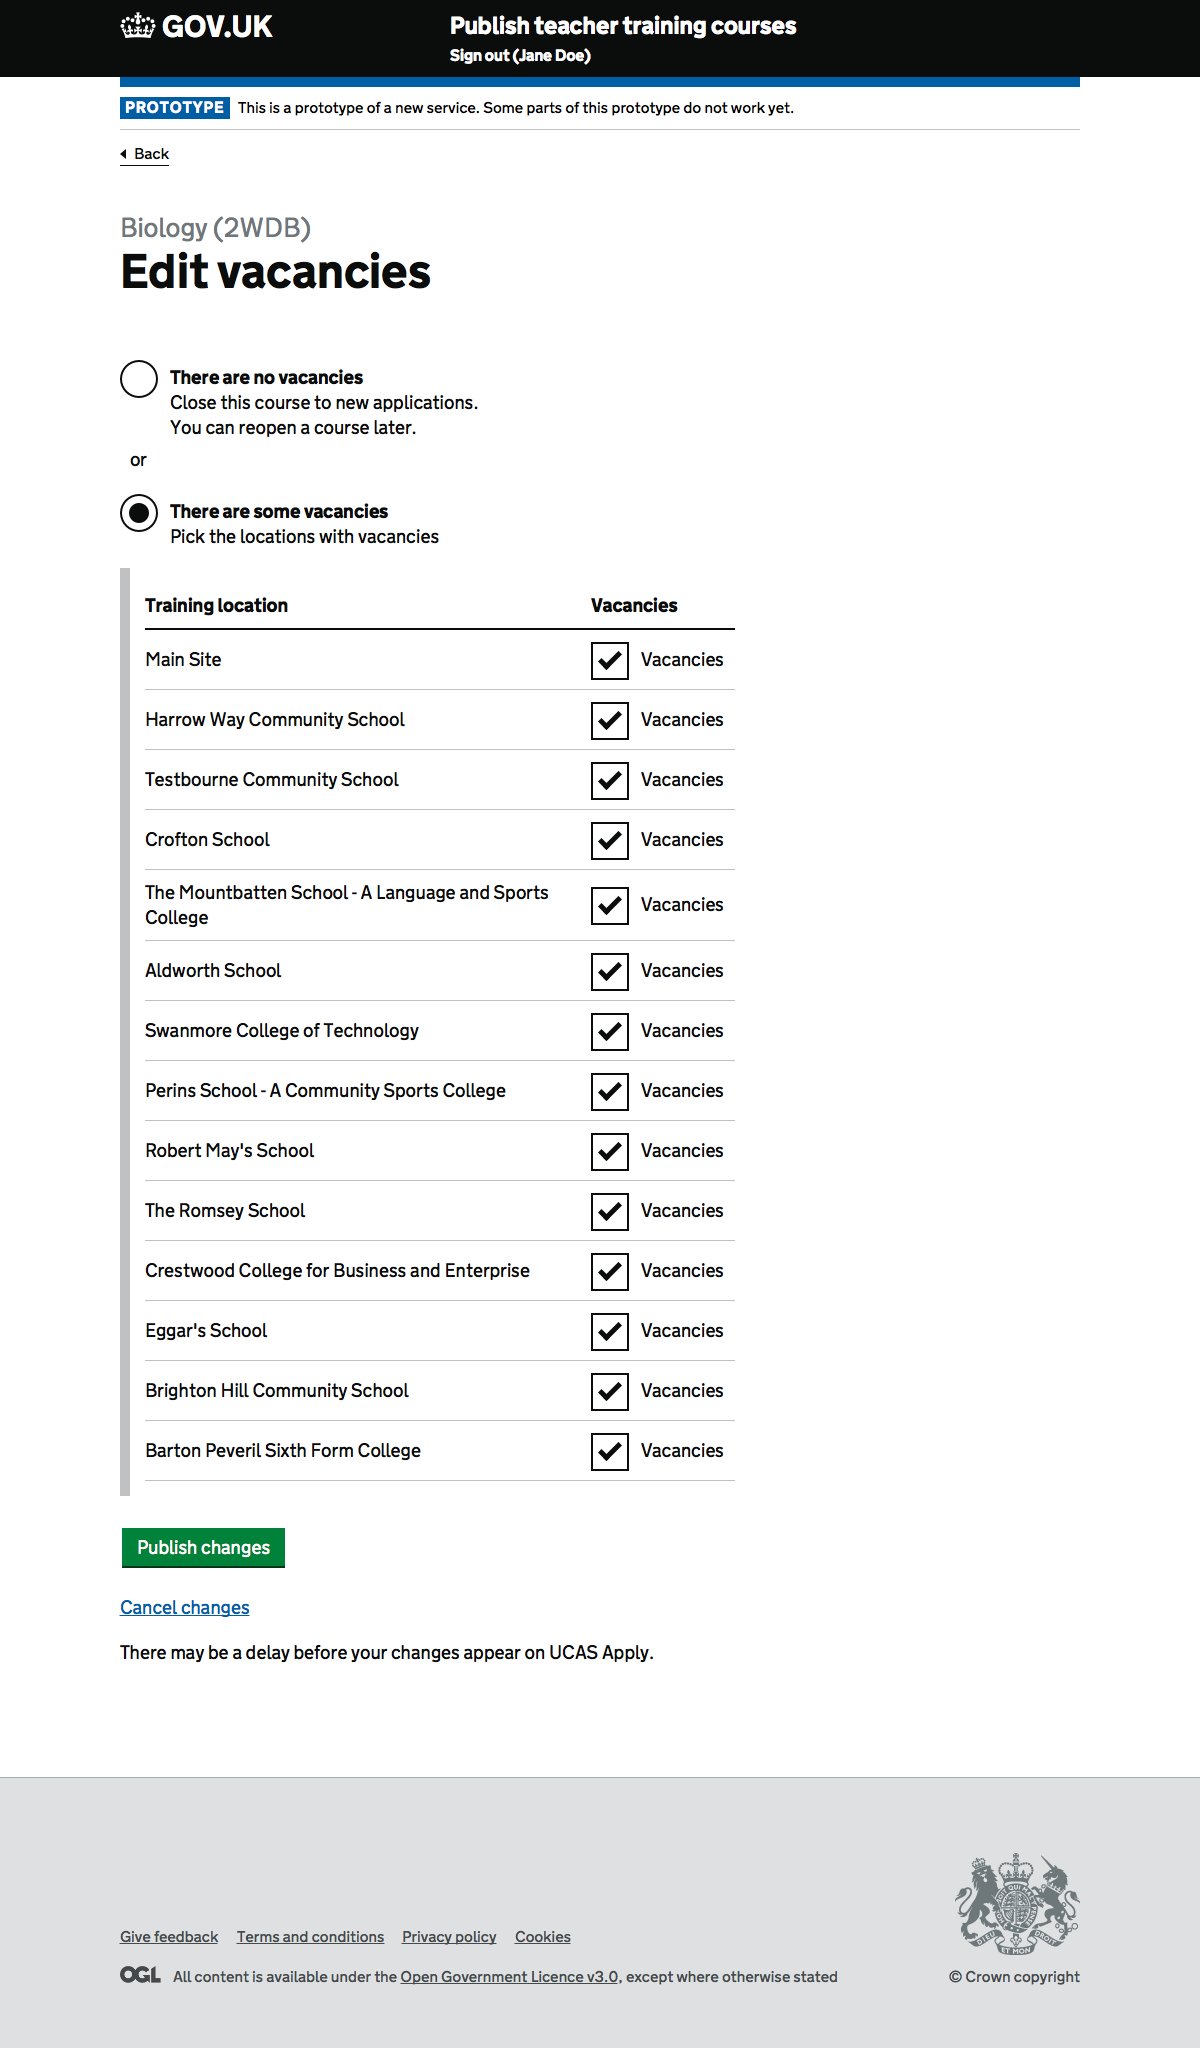 GOV.UK
Publish teacher training courses
Sign out (Jane Doe)
PROTOTYPE This is a prototype of a new service. Some parts of this prototype do not work yet.
Back
Biology (2WDB)
Edit vacancies
There are no vacancies
Close this course to new applications.
You can reopen a course later.
or
There are some vacancies
Pick the locations with vacancies
Training location Vacancies
Main Site Vacancies
Harrow Way Community School Vacancies
Testbourne Community School Vacancies
Crofton School Vacancies
The Mountbatten School - A Language and Sports
College Vacancies
Aldworth School Vacancies
Swanmore College of Technology Vacancies
Perins School - A Community Sports College Vacancies
Robert May's School Vacancies
The Romsey School Vacancies
Crestwood College for Business and Enterprise Vacancies
Eggar's School Vacancies
Brighton Hill Community School Vacancies
Barton Peveril Sixth Form College Vacancies
Publish changes
Cancel changes
There may be a delay before your changes appear on UCAS Apply.
DIEU ET MON DROIT
Give feedback Terms and conditions Privacy policy Cookies
OGL All content is available under the Open Government Licence v3.0, except where otherwise stated
© Crown copyright